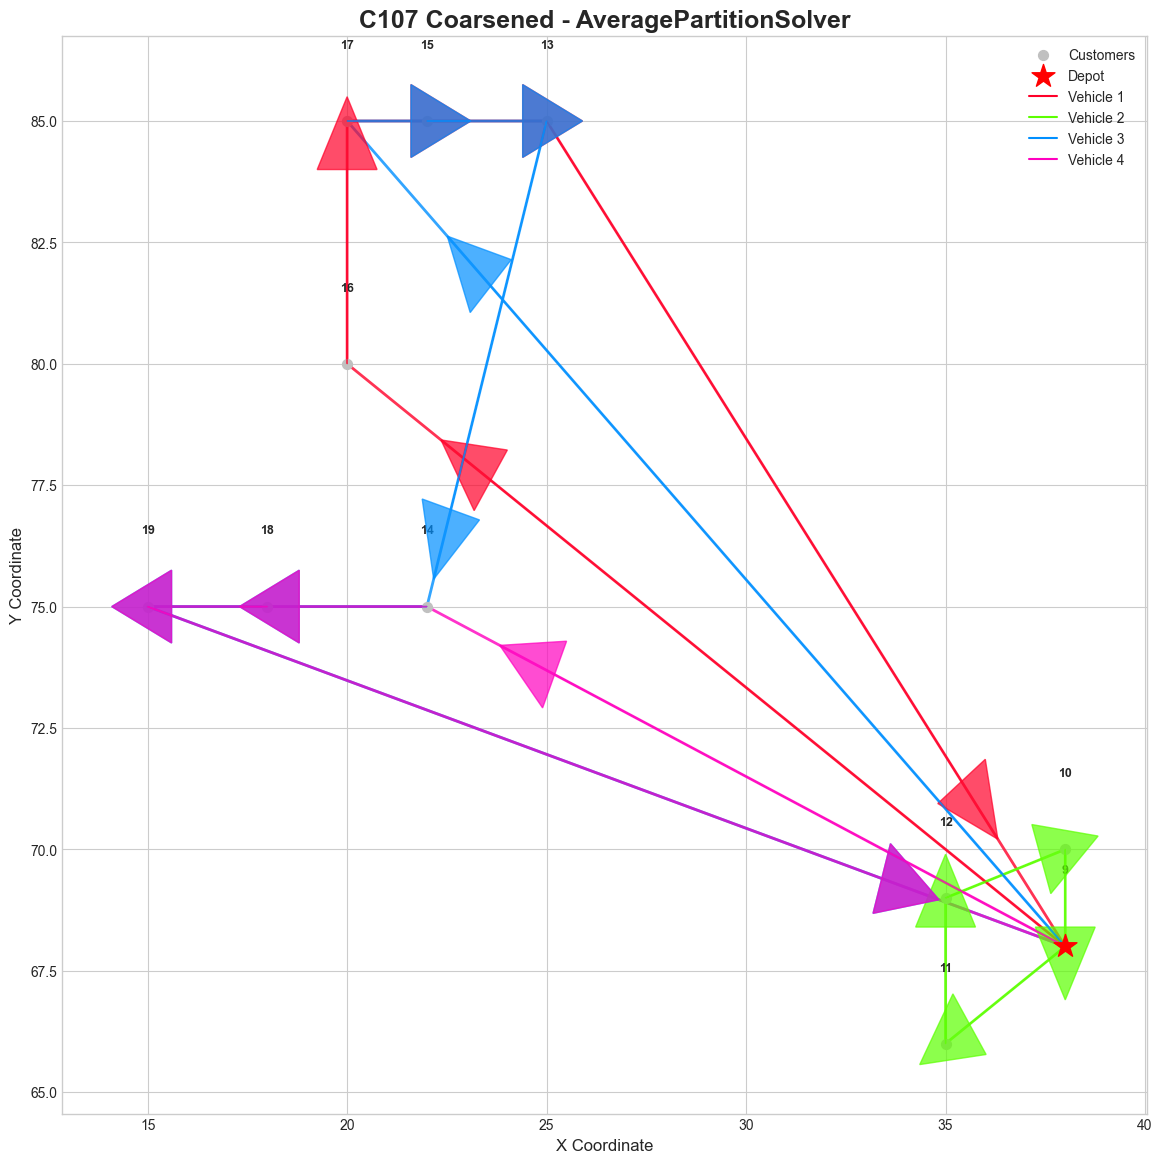 C107 Coarsened - AveragePartitionSolver
17 15 13
Customers
Depot
Vehicle 1
Vehicle 2
Vehicle 3
Vehicle 4
85.0
82.5
16
80.0
77.5
19 18 14
75.0
72.5
10
12
70.0
9
67.5
11
65.0
15 20 25 30 35 40
X Coordinate
Y Coordinate